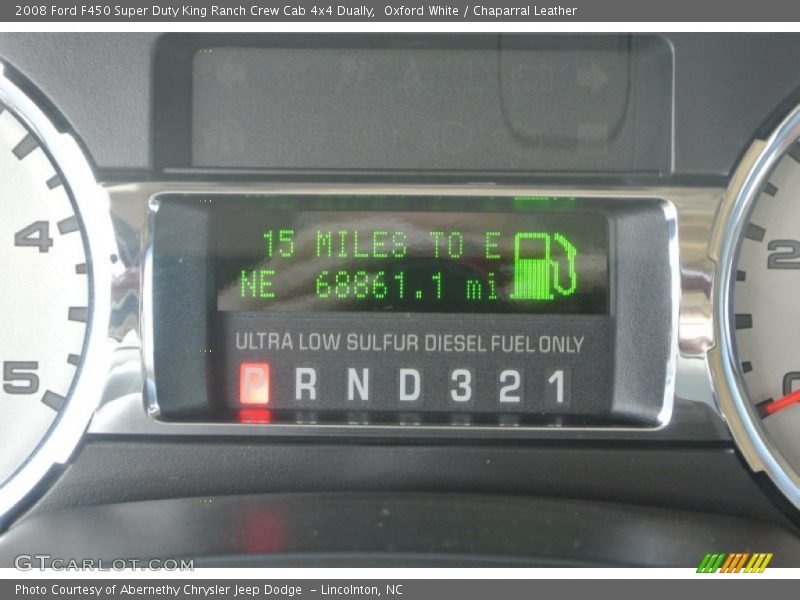 2008 Ford F450 Super Duty King Ranch Crew Cab 4x4 Dually, Oxford White / Chaparral Leather
15 MILES TO E
NE 68861.1 mi
4
2
ULTRA LOW SULFUR DIESEL FUEL ONLY
5
P R N D 3 2 1
0
GTCARLOT.COM
Photo Courtesy of Abernethy Chrysler Jeep Dodge - Lincolnton, NC